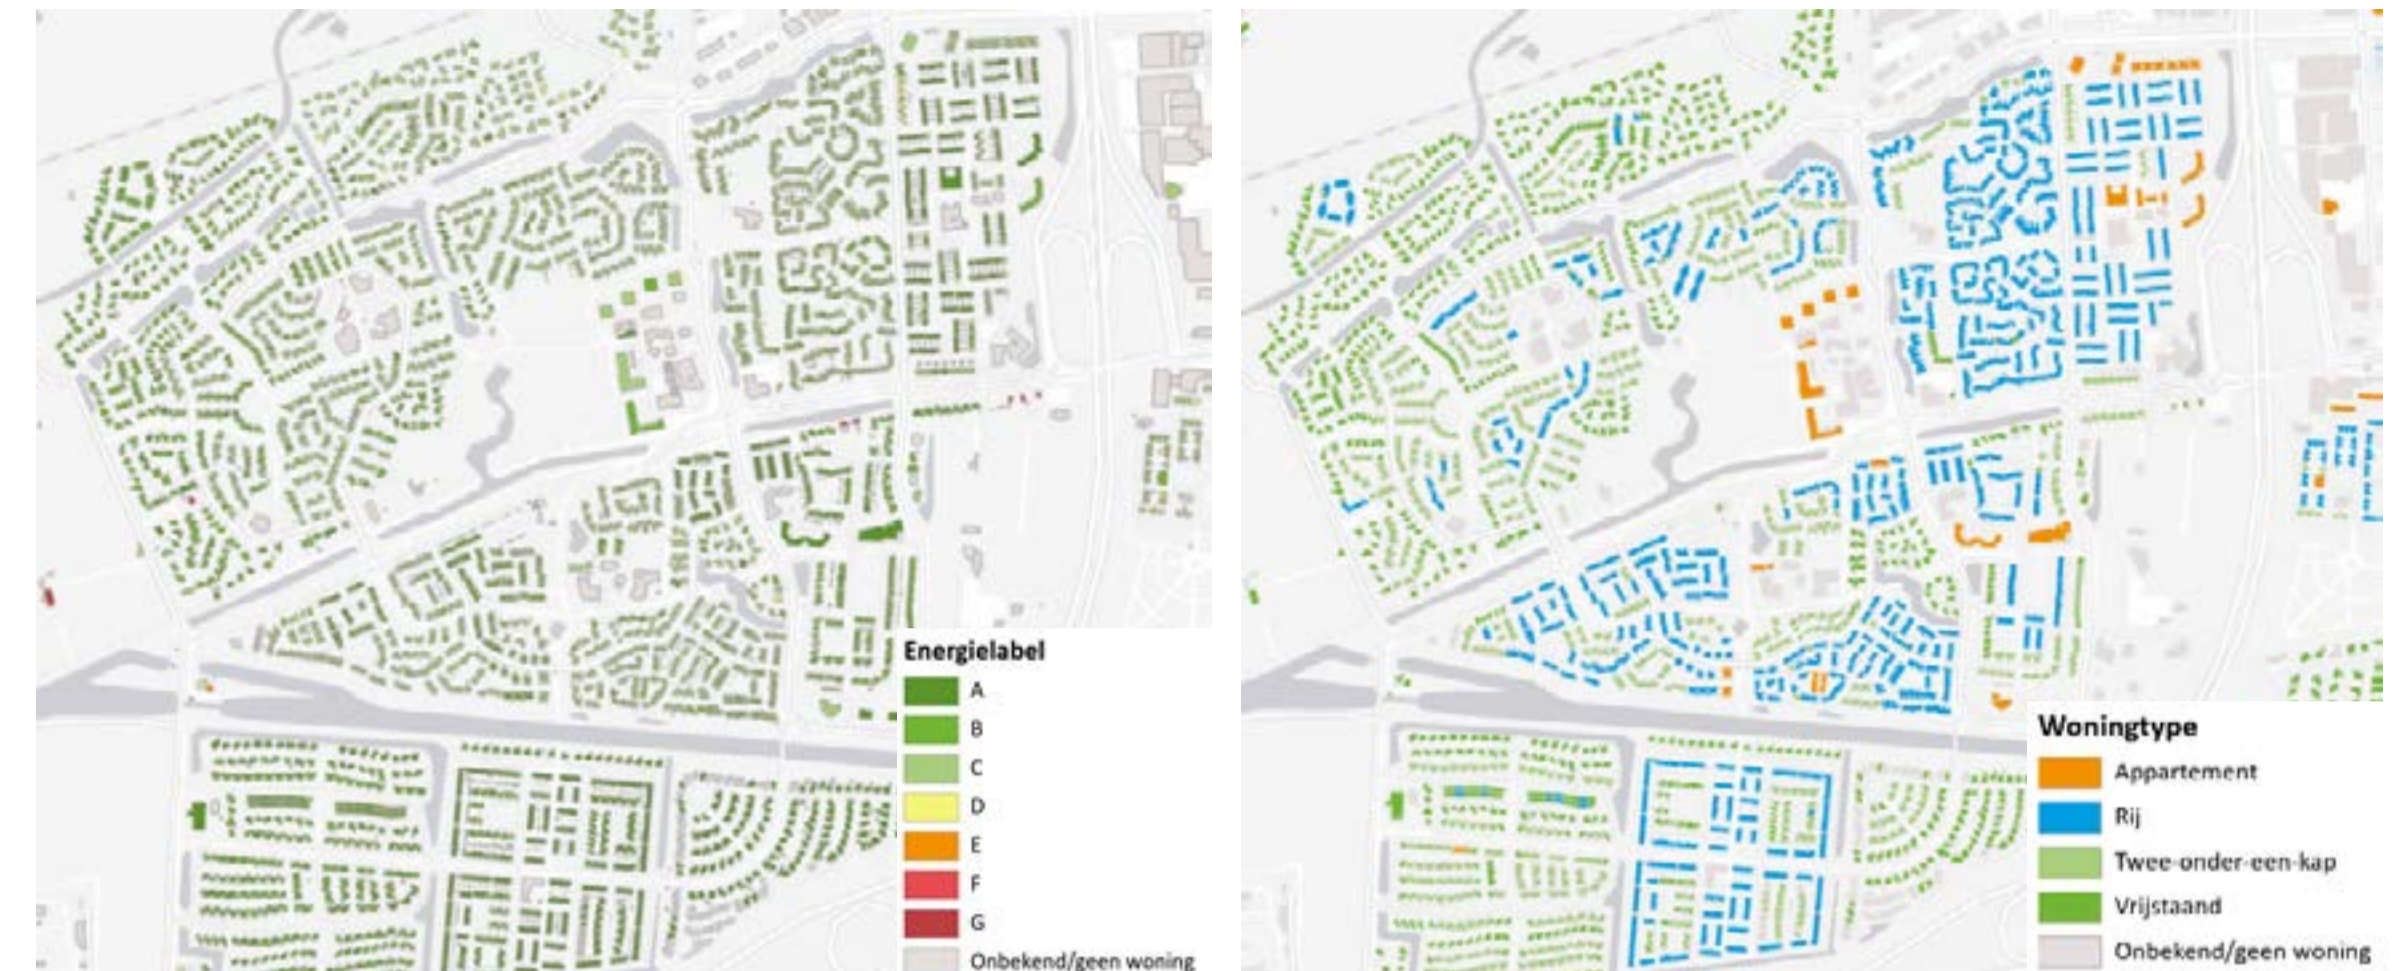 Energielabel
A
B
C
D
E
F
G
Onbekend/geen woning
Woningtype
Appartement
Rij
Twee-onder-een-kap
Vrijstaand
Onbekend/geen woning